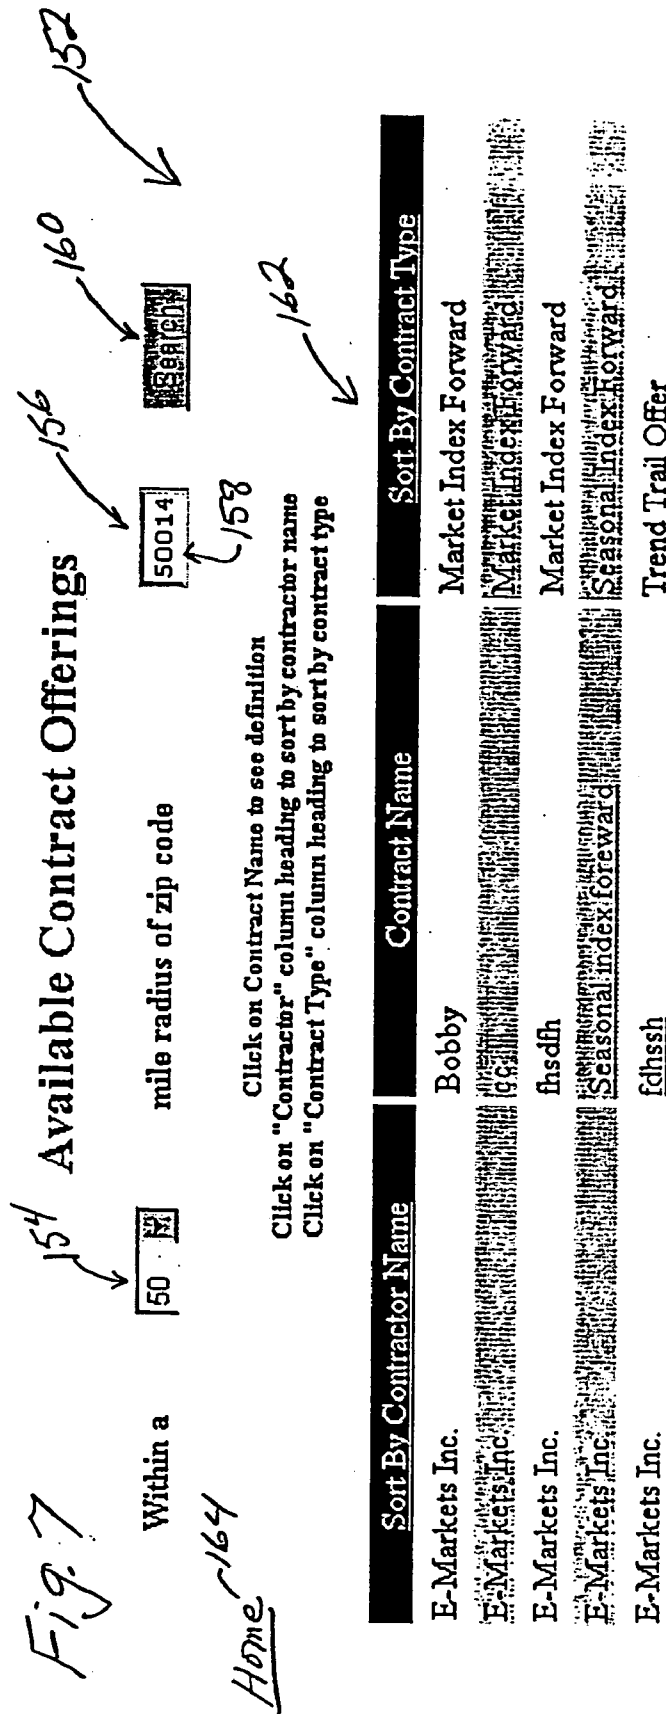 Fig. 7
152
154
Available Contract Offerings
156
160
Within a 50 mile radius of zip code 50014 Search
158
Home 164
162
Click on Contract Name to see definition
Click on "Contractor" column heading to sort by contractor name
Click on "Contract Type" column heading to sort by contract type
Sort By Contractor Name Contract Name Sort By Contract Type
E-Markets Inc. Bobby Market Index Forward
E-Markets Inc. Market Index Forward
E-Markets Inc. fhsdfh Market Index Forward
E-Markets Inc. Seasonal index foreward Seasonal Index Forward
E-Markets Inc. fdhssh Trend Trail Offer